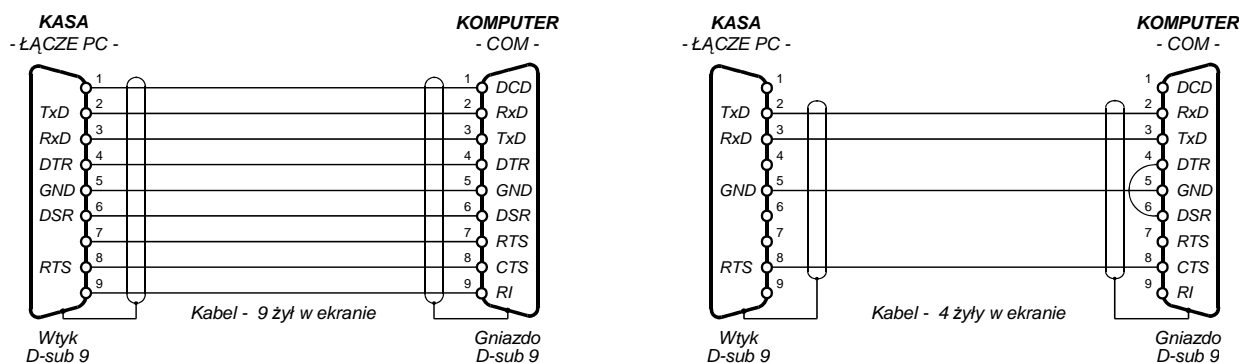 KASA
- ŁĄCZE PC -
KOMPUTER
- COM -
1 1 DCD
TxD 2 2 RxD
RxD 3 3 TxD
DTR 4 4 DTR
GND 5 5 GND
DSR 6 6 DSR
7 7 RTS
RTS 8 8 CTS
9 9 RI
Kabel - 9 żył w ekranie
Wtyk
D-sub 9
Gniazdo
D-sub 9
KASA
- ŁĄCZE PC -
KOMPUTER
- COM -
1 1 DCD
TxD 2 2 RxD
RxD 3 3 TxD
4 4 DTR
GND 5 5 GND
6 6 DSR
7 7 RTS
RTS 8 8 CTS
9 9 RI
Kabel - 4 żyły w ekranie
Wtyk
D-sub 9
Gniazdo
D-sub 9